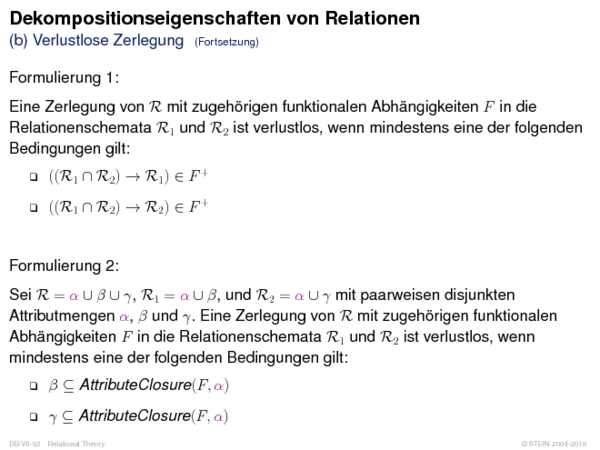 Dekompositionseigenschaften von Relationen
(b) Verlustlose Zerlegung (Fortsetzung)
Formulierung 1:
Eine Zerlegung von ℛ mit zugehörigen funktionalen Abhängigkeiten F in die
Relationenschemata ℛ₁ und ℛ₂ ist verlustlos, wenn mindestens eine der folgenden
Bedingungen gilt:
❑ ((ℛ₁ ∩ ℛ₂) → ℛ₁) ∈ F⁺
❑ ((ℛ₁ ∩ ℛ₂) → ℛ₂) ∈ F⁺
Formulierung 2:
Sei ℛ = α ∪ β ∪ γ, ℛ₁ = α ∪ β, und ℛ₂ = α ∪ γ mit paarweisen disjunkten
Attributmengen α, β und γ. Eine Zerlegung von ℛ mit zugehörigen funktionalen
Abhängigkeiten F in die Relationenschemata ℛ₁ und ℛ₂ ist verlustlos, wenn
mindestens eine der folgenden Bedingungen gilt:
❑ β ⊆ AttributeClosure(F, α)
❑ γ ⊆ AttributeClosure(F, α)
DB:VII-92 Relational Theory © STEIN 2004-2018